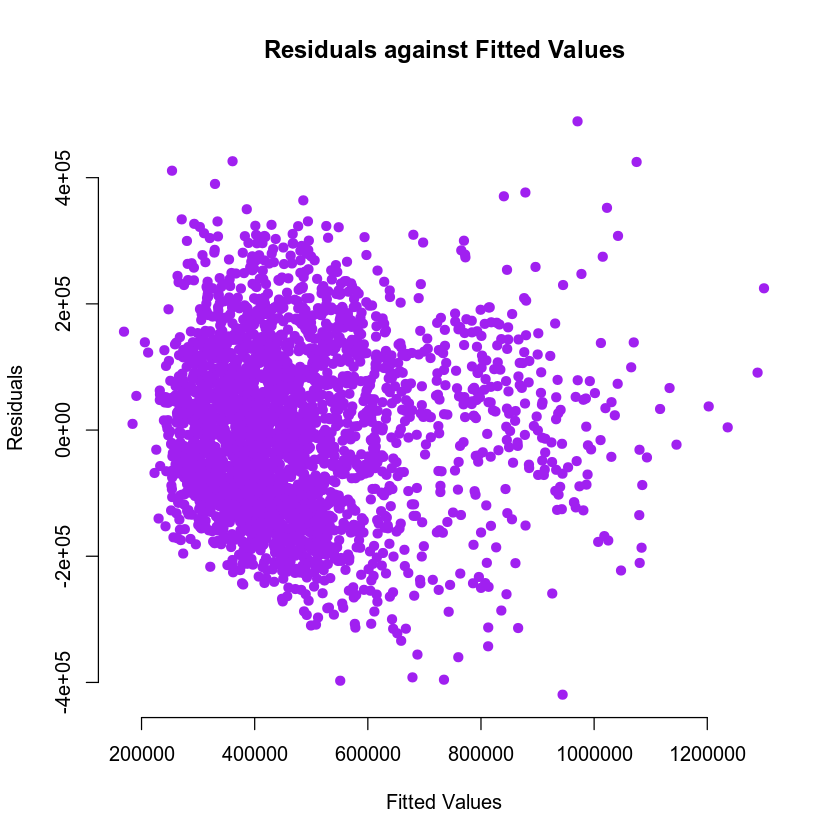 Residuals against Fitted Values
Residuals
4e+05
2e+05
0e+00
-2e+05
-4e+05
200000 400000 600000 800000 1000000 1200000
Fitted Values